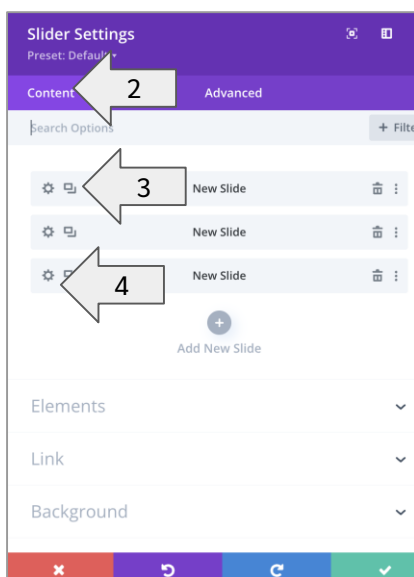 Slider Settings
Preset: Default
Content 2 Advanced
Search Options + Filte
3 New Slide
New Slide
4 New Slide
Add New Slide
Elements
Link
Background